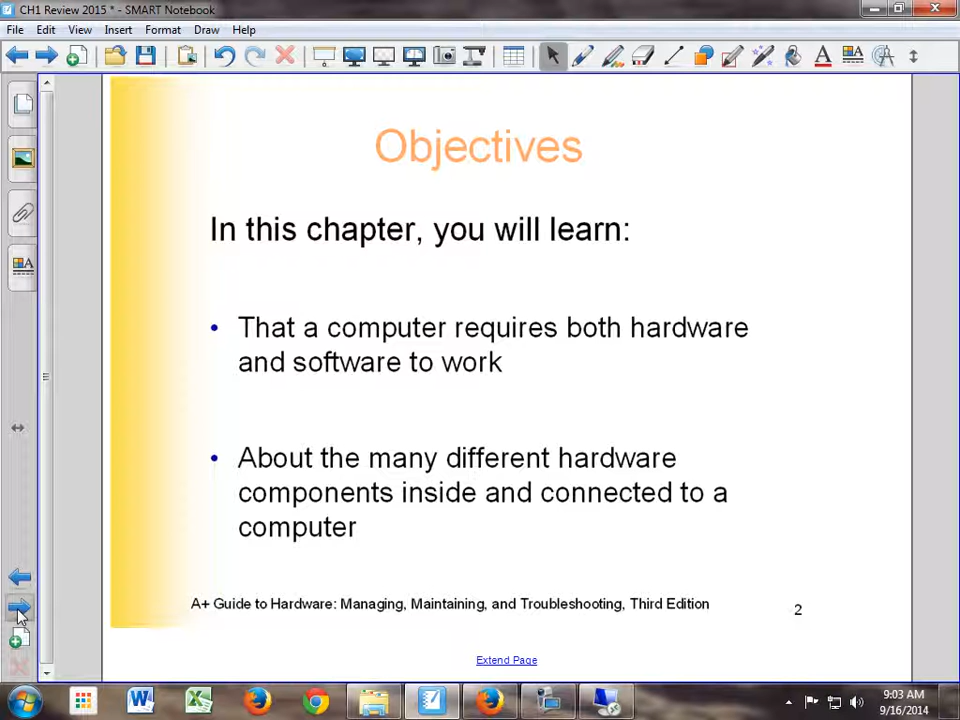 CH1 Review 2015 * - SMART Notebook
File Edit View Insert Format Draw Help
Objectives
In this chapter, you will learn:
• That a computer requires both hardware
and software to work
• About the many different hardware
components inside and connected to a
computer
A+ Guide to Hardware: Managing, Maintaining, and Troubleshooting, Third Edition
2
Extend Page
9:03 AM
9/16/2014